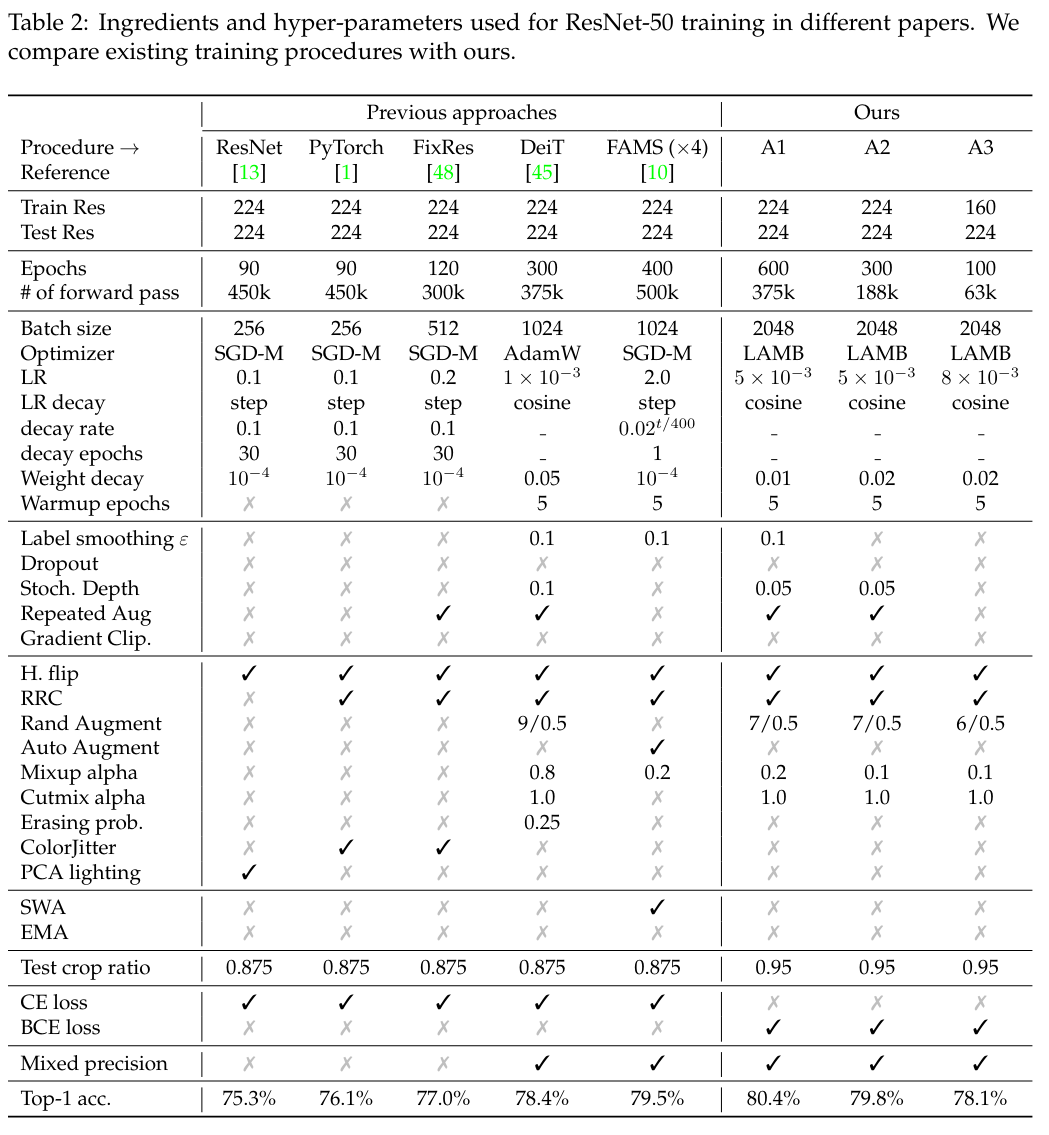 Table 2: Ingredients and hyper-parameters used for ResNet-50 training in different papers. We
compare existing training procedures with ours.
Previous approaches Ours
Procedure → ResNet PyTorch FixRes DeiT FAMS (×4) A1 A2 A3
Reference [13] [1] [48] [45] [10]
Train Res 224 224 224 224 224 224 224 160
Test Res 224 224 224 224 224 224 224 224
Epochs 90 90 120 300 400 600 300 100
# of forward pass 450k 450k 300k 375k 500k 375k 188k 63k
Batch size 256 256 512 1024 1024 2048 2048 2048
Optimizer SGD-M SGD-M SGD-M AdamW SGD-M LAMB LAMB LAMB
LR 0.1 0.1 0.2 1 × 10⁻³ 2.0 5 × 10⁻³ 5 × 10⁻³ 8 × 10⁻³
LR decay step step step cosine step cosine cosine cosine
decay rate 0.1 0.1 0.1 - 0.02^{t/400} - - -
decay epochs 30 30 30 - 1 - - -
Weight decay 10⁻⁴ 10⁻⁴ 10⁻⁴ 0.05 10⁻⁴ 0.01 0.02 0.02
Warmup epochs ✗ ✗ ✗ 5 5 5 5 5
Label smoothing ε ✗ ✗ ✗ 0.1 0.1 0.1 ✗ ✗
Dropout ✗ ✗ ✗ ✗ ✗ ✗ ✗ ✗
Stoch. Depth ✗ ✗ ✗ 0.1 ✗ 0.05 0.05 ✗
Repeated Aug ✗ ✗ ✓ ✓ ✗ ✓ ✓ ✗
Gradient Clip. ✗ ✗ ✗ ✗ ✗ ✗ ✗ ✗
H. flip ✓ ✓ ✓ ✓ ✓ ✓ ✓ ✓
RRC ✗ ✓ ✓ ✓ ✓ ✓ ✓ ✓
Rand Augment ✗ ✗ ✗ 9/0.5 ✗ 7/0.5 7/0.5 6/0.5
Auto Augment ✗ ✗ ✗ ✗ ✓ ✗ ✗ ✗
Mixup alpha ✗ ✗ ✗ 0.8 0.2 0.2 0.1 0.1
Cutmix alpha ✗ ✗ ✗ 1.0 ✗ 1.0 1.0 1.0
Erasing prob. ✗ ✗ ✗ 0.25 ✗ ✗ ✗ ✗
ColorJitter ✗ ✓ ✓ ✗ ✗ ✗ ✗ ✗
PCA lighting ✓ ✗ ✗ ✗ ✗ ✗ ✗ ✗
SWA ✗ ✗ ✗ ✗ ✓ ✗ ✗ ✗
EMA ✗ ✗ ✗ ✗ ✗ ✗ ✗ ✗
Test crop ratio 0.875 0.875 0.875 0.875 0.875 0.95 0.95 0.95
CE loss ✓ ✓ ✓ ✓ ✓ ✗ ✗ ✗
BCE loss ✗ ✗ ✗ ✗ ✗ ✓ ✓ ✓
Mixed precision ✗ ✗ ✗ ✓ ✓ ✓ ✓ ✓
Top-1 acc. 75.3% 76.1% 77.0% 78.4% 79.5% 80.4% 79.8% 78.1%